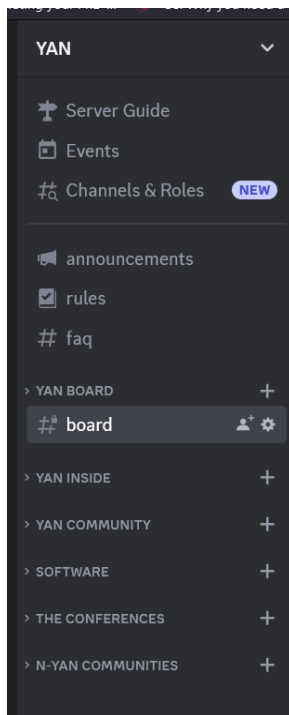 YAN
Server Guide
Events
Channels & Roles NEW
announcements
rules
faq
YAN BOARD
board
YAN INSIDE
YAN COMMUNITY
SOFTWARE
THE CONFERENCES
N-YAN COMMUNITIES